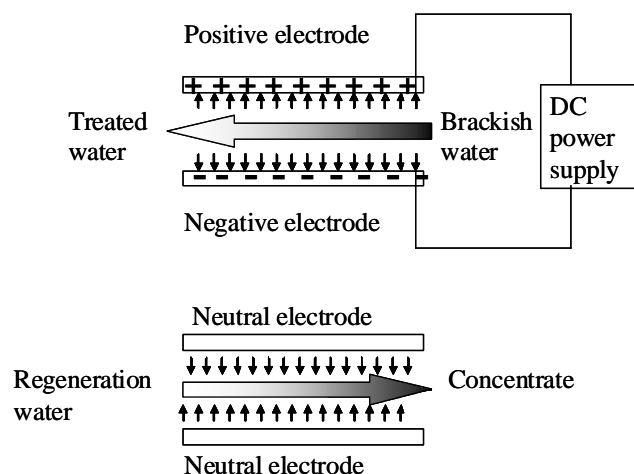 Positive electrode
+ + + + + + + + +
Treated
water
Brackish
water
DC
power
supply
- - - - - - - - -
Negative electrode
Neutral electrode
Regeneration
water
Concentrate
Neutral electrode